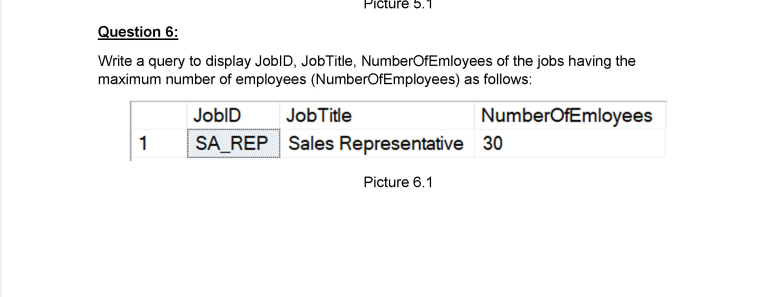 Picture 5.1
Question 6:
Write a query to display JobID, JobTitle, NumberOfEmloyees of the jobs having the
maximum number of employees (NumberOfEmployees) as follows:
JobID JobTitle NumberOfEmloyees
1 SA_REP Sales Representative 30
Picture 6.1